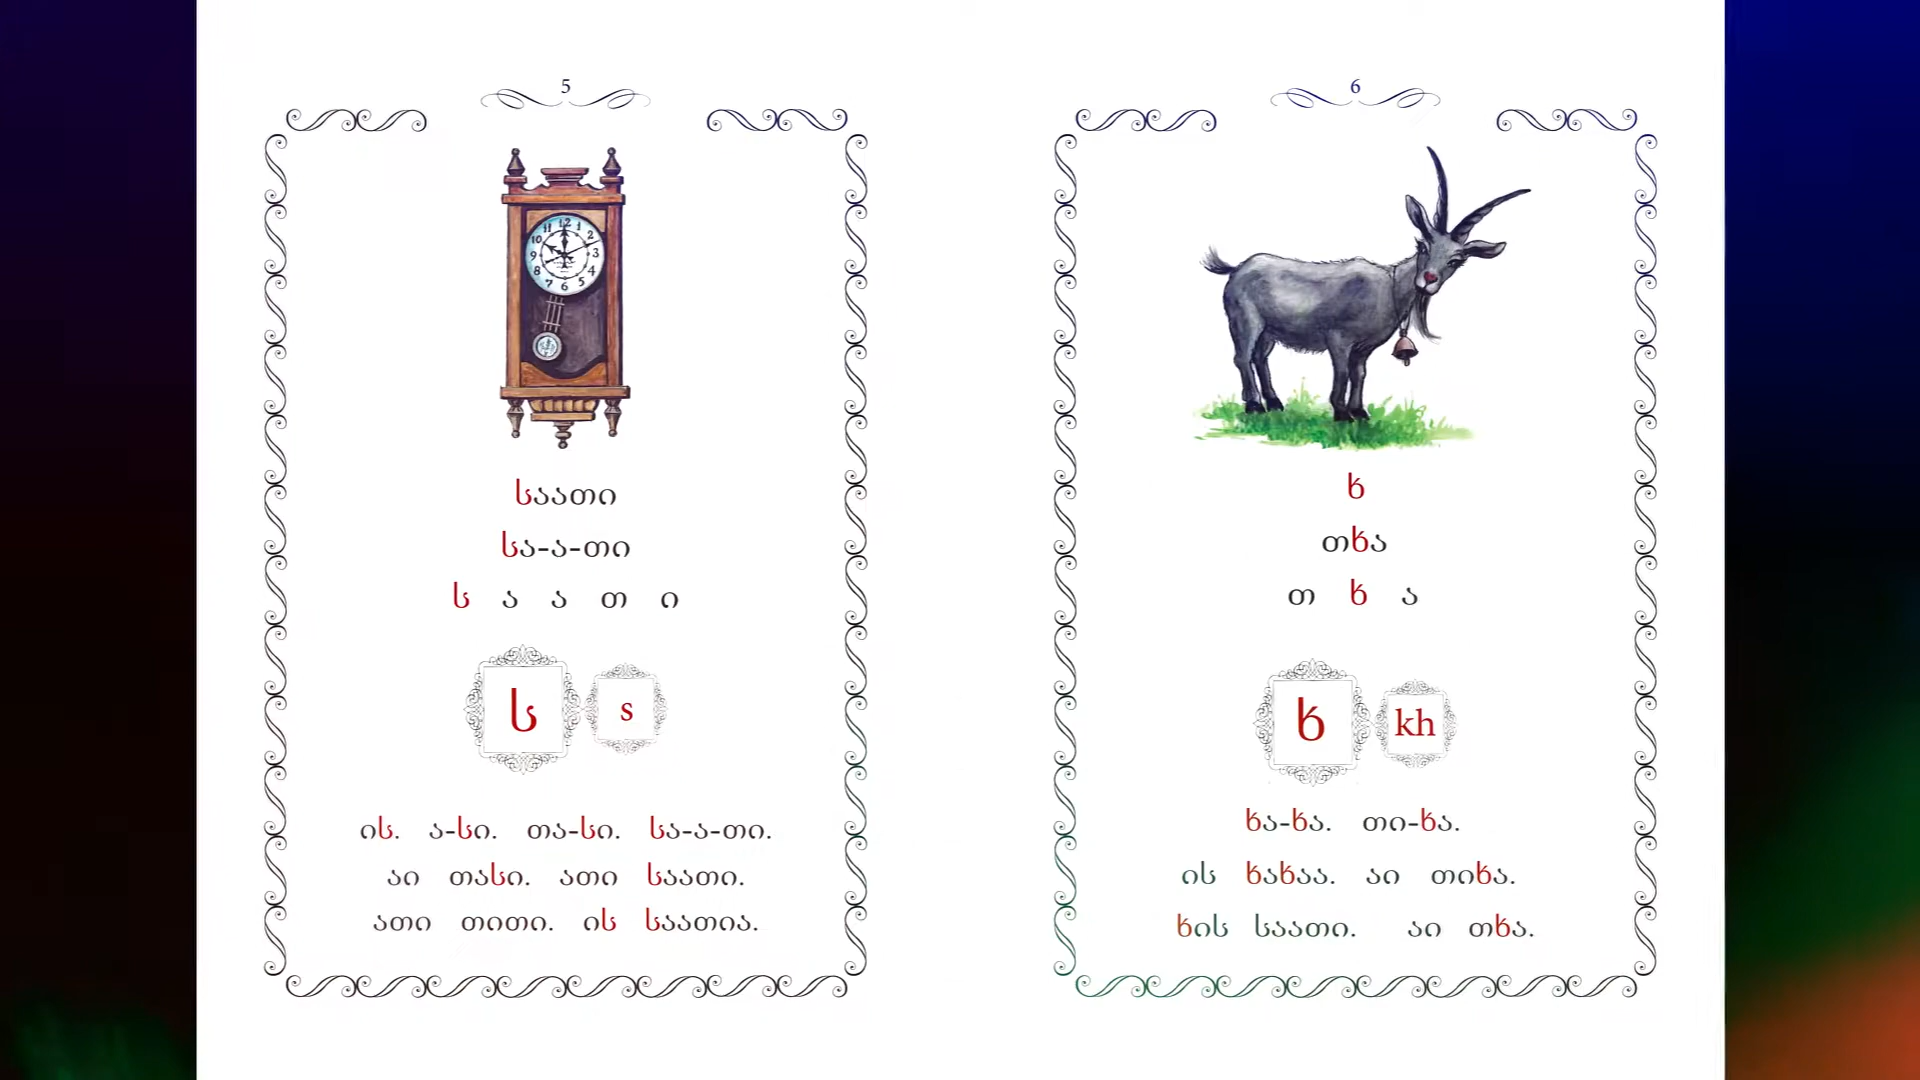 5
საათი
სა-ა-თი
ს ა ა თ ი
ს s
ის. ა-სი. თა-სი. სა-ა-თი.
აი თასი. ათი საათი.
ათი თითი. ის საათია.
6
ხ
თხა
თ ხ ა
ხ kh
ხა-ხა. თი-ხა.
ის ხახაა. აი თიხა.
ხის საათი. აი თხა.